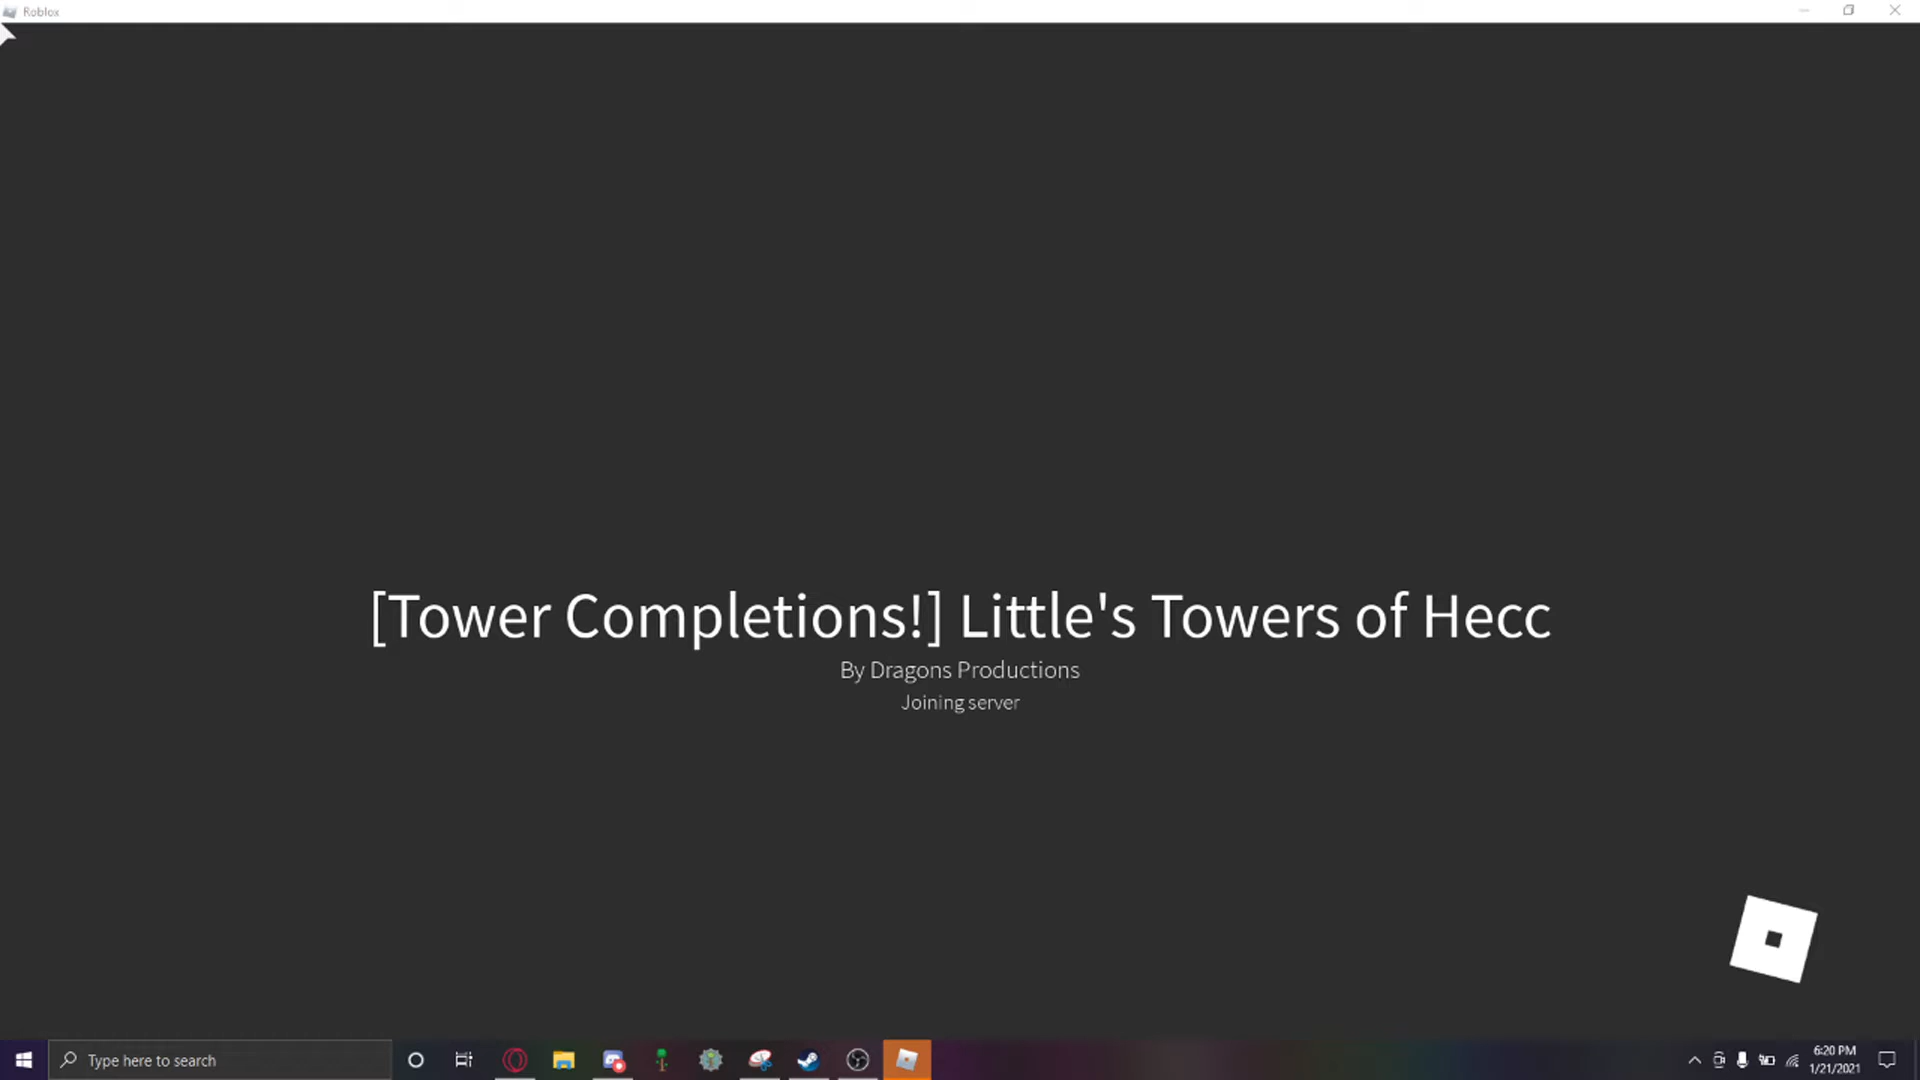 Roblox
[Tower Completions!] Little's Towers of Hecc
By Dragons Productions
Joining server
Type here to search
6:20 PM
1/21/2021